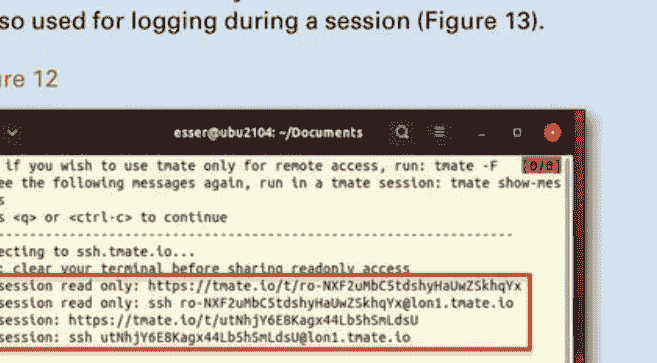 so used for logging during a session (Figure 13).
re 12
esser@ubu2104: ~/Documents
if you wish to use tmate only for remote access, run: tmate -F [0/0]
ee the following messages again, run in a tmate session: tmate show-mes
s
s <q> or <ctrl-c> to continue
-----------------------------------------------------------------------
ecting to ssh.tmate.io...
: clear your terminal before sharing readonly access
session read only: https://tmate.io/t/ro-NXF2uMbC5tdshyHaUwZSkhqYx
session read only: ssh ro-NXF2uMbC5tdshyHaUwZSkhqYx@lon1.tmate.io
session: https://tmate.io/t/utNhjY6E8Kagx44Lb5hSmLdsU
session: ssh utNhjY6E8Kagx44Lb5hSmLdsU@lon1.tmate.io